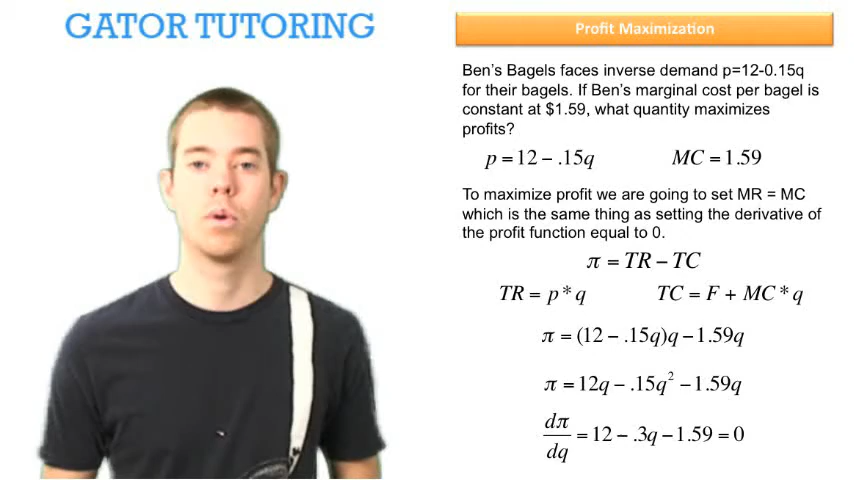 GATOR TUTORING
Profit Maximization
Ben's Bagels faces inverse demand p=12-0.15q
for their bagels. If Ben's marginal cost per bagel is
constant at $1.59, what quantity maximizes
profits?
p = 12 − .15q MC = 1.59
To maximize profit we are going to set MR = MC
which is the same thing as setting the derivative of
the profit function equal to 0.
π = TR − TC
TR = p * q TC = F + MC * q
π = (12 − .15q)q − 1.59q
π = 12q − .15q² − 1.59q
dπ/dq = 12 − .3q − 1.59 = 0